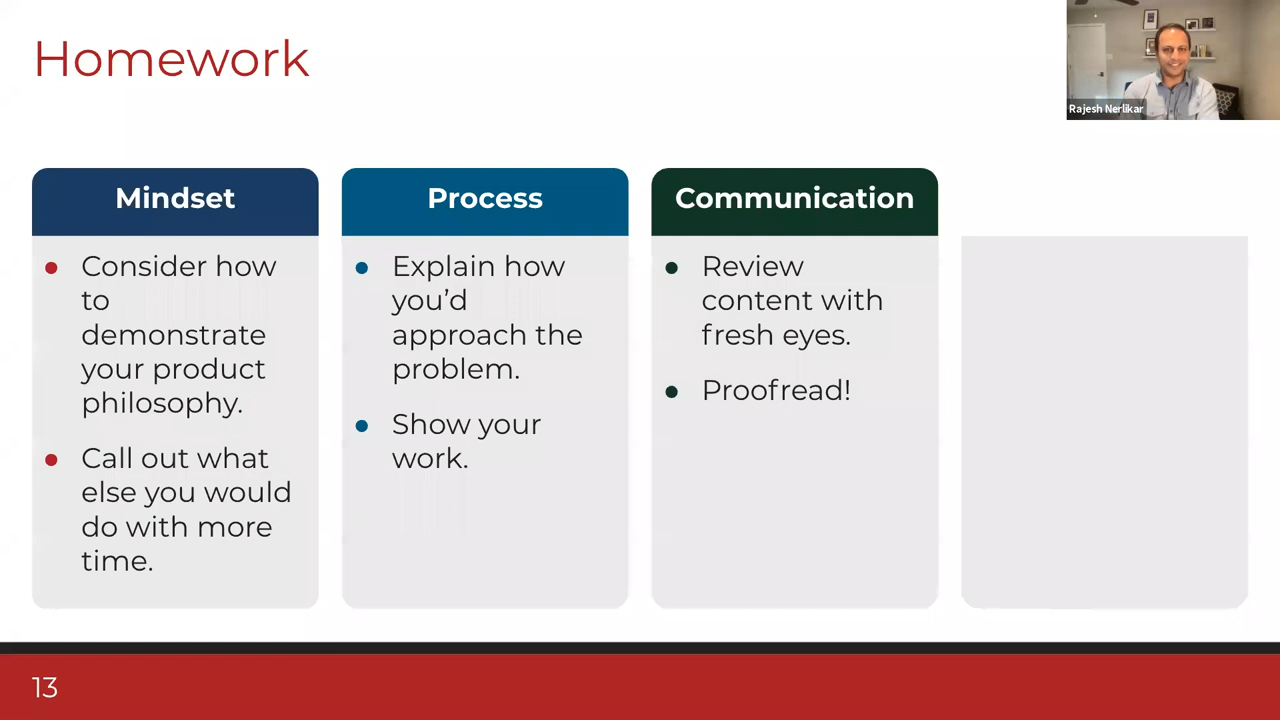 Homework
Rajesh Nerlikar
Mindset
• Consider how
to
demonstrate
your product
philosophy.
• Call out what
else you would
do with more
time.
Process
• Explain how
you’d
approach the
problem.
• Show your
work.
Communication
• Review
content with
fresh eyes.
• Proofread!
13